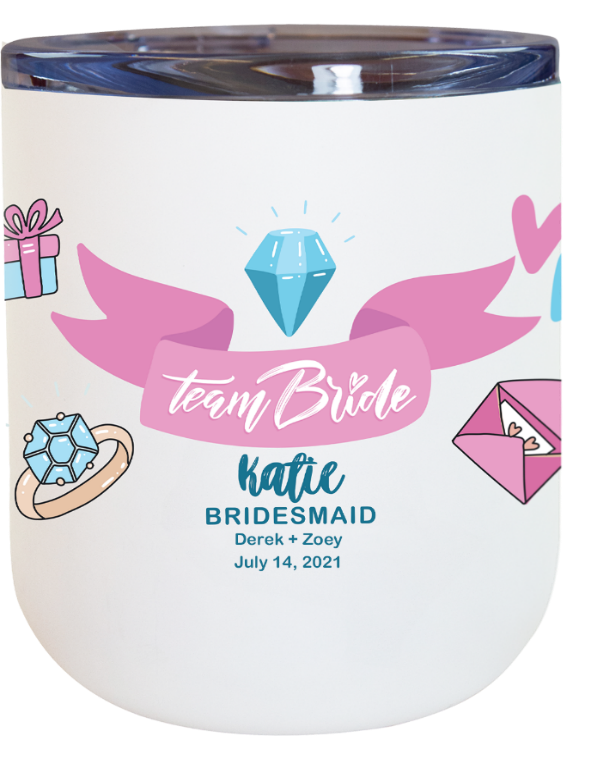 team Bride
Katie
BRIDESMAID
Derek + Zoey
July 14, 2021